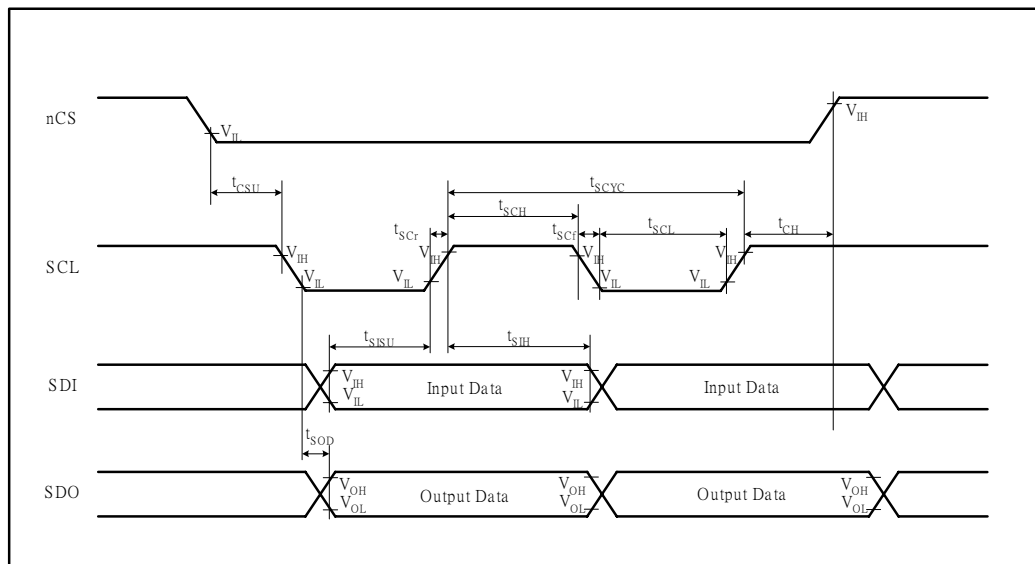 nCS
V_IL
V_IH
t_CSU
t_SCYC
t_SCH
t_SCr
t_SCf
t_SCL
t_CH
SCL
V_IH
V_IL
V_IL
V_IH
V_IH
V_IL
V_IL
V_IH
t_SISU
t_SIH
SDI
V_IH
V_IL
Input Data
V_IH
V_IL
Input Data
t_SOD
SDO
V_OH
V_OL
Output Data
V_OH
V_OL
Output Data
V_OH
V_OL